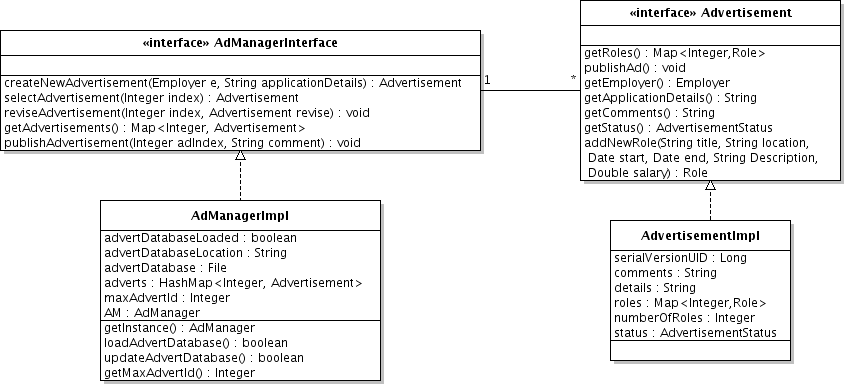 «interface» AdManagerInterface
createNewAdvertisement(Employer e, String applicationDetails) : Advertisement
selectAdvertisement(Integer index) : Advertisement
reviseAdvertisement(Integer index, Advertisement revise) : void
getAdvertisements() : Map<Integer, Advertisement>
publishAdvertisement(Integer adIndex, String comment) : void
1
*
«interface» Advertisement
getRoles() : Map<Integer,Role>
publishAd() : void
getEmployer() : Employer
getApplicationDetails() : String
getComments() : String
getStatus() : AdvertisementStatus
addNewRole(String title, String location,
Date start, Date end, String Description,
Double salary) : Role
AdManagerImpl
advertDatabaseLoaded : boolean
advertDatabaseLocation : String
advertDatabase : File
adverts : HashMap<Integer, Advertisement>
maxAdvertId : Integer
AM : AdManager
getInstance() : AdManager
loadAdvertDatabase() : boolean
updateAdvertDatabase() : boolean
getMaxAdvertId() : Integer
AdvertisementImpl
serialVersionUID : Long
comments : String
details : String
roles : Map<Integer,Role>
numberOfRoles : Integer
status : AdvertisementStatus